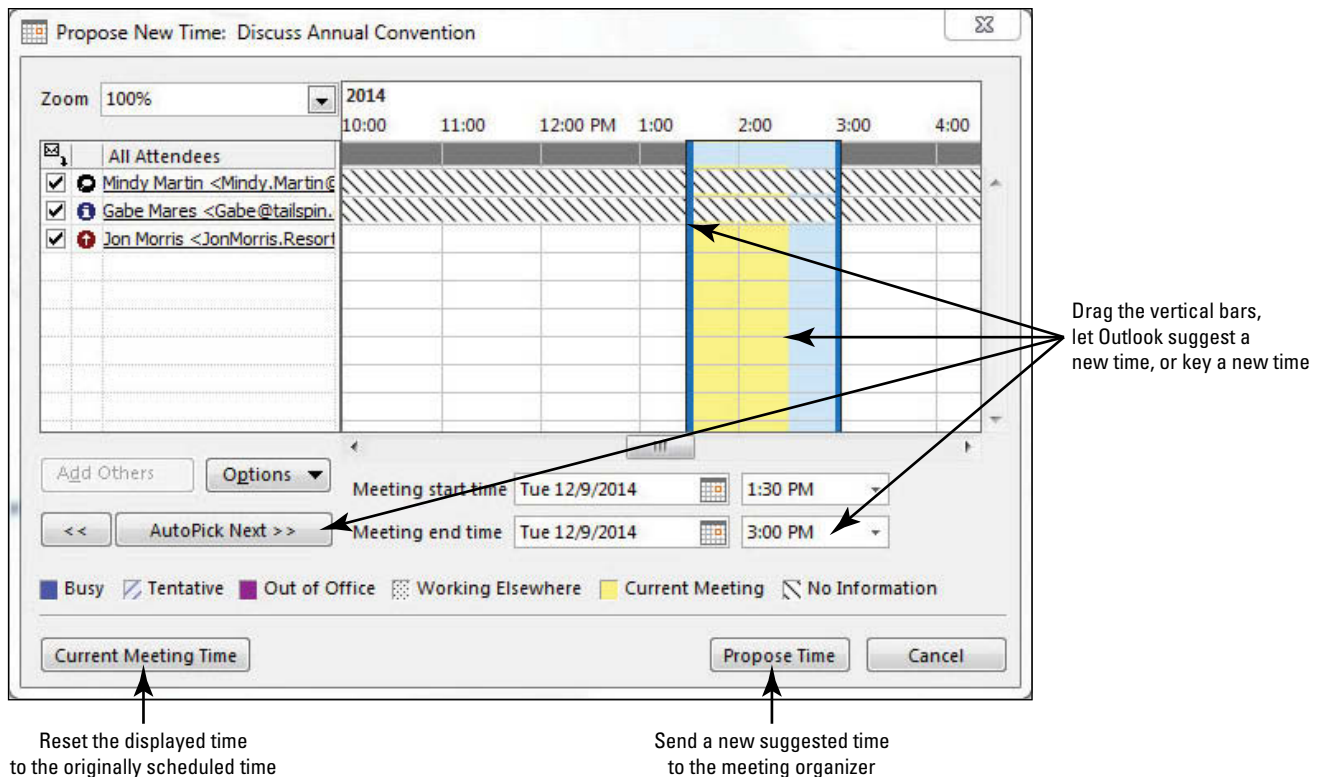 Propose New Time: Discuss Annual Convention
Zoom 100%
2014
10:00 11:00 12:00 PM 1:00 2:00 3:00 4:00
All Attendees
Mindy Martin <Mindy.Martin@
Gabe Mares <Gabe@tailspin.
Jon Morris <JonMorris.Resort
Drag the vertical bars,
let Outlook suggest a
new time, or key a new time
Add Others Options
Meeting start time Tue 12/9/2014 1:30 PM
<< AutoPick Next >>
Meeting end time Tue 12/9/2014 3:00 PM
Busy Tentative Out of Office Working Elsewhere Current Meeting No Information
Current Meeting Time Propose Time Cancel
Reset the displayed time
to the originally scheduled time
Send a new suggested time
to the meeting organizer